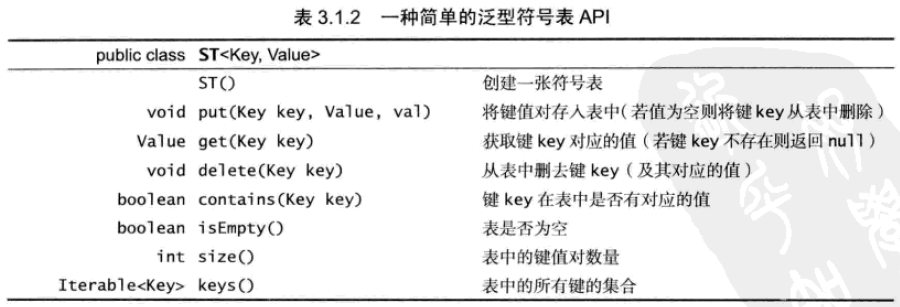 表 3.1.2 一种简单的泛型符号表 API
public class ST<Key, Value>
ST() 创建一张符号表
void put(Key key, Value, val) 将键值对存入表中（若值为空则将键 key 从表中删除）
Value get(Key key) 获取键 key 对应的值（若键 key 不存在则返回 null）
void delete(Key key) 从表中删去键 key（及其对应的值）
boolean contains(Key key) 键 key 在表中是否有对应的值
boolean isEmpty() 表是否为空
int size() 表中的键值对数量
Iterable<Key> keys() 表中的所有键的集合